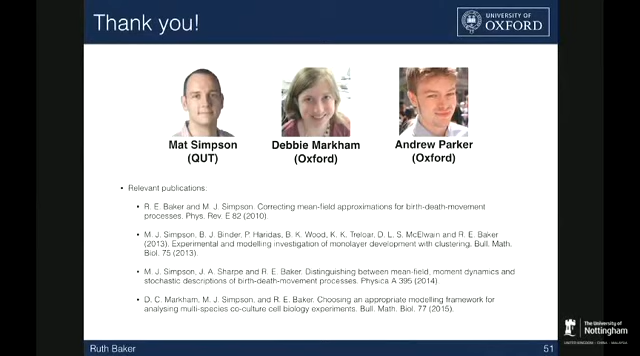 Thank you!
UNIVERSITY OF
OXFORD
Mat Simpson
(QUT)
Debbie Markham
(Oxford)
Andrew Parker
(Oxford)
• Relevant publications:
• R. E. Baker and M. J. Simpson. Correcting mean-field approximations for birth-death-movement
processes. Phys. Rev. E 82 (2010).
• M. J. Simpson, B. J. Binder, P. Haridas, B. K. Wood, K. K. Treloar, D. L. S. McElwain and R. E. Baker
(2013). Experimental and modelling investigation of monolayer development with clustering. Bull. Math.
Biol. 75 (2013).
• M. J. Simpson, J. A. Sharpe and R. E. Baker. Distinguishing between mean-field, moment dynamics and
stochastic descriptions of birth-death-movement processes. Physica A 395 (2014).
• D. C. Markham, M. J. Simpson, and R. E. Baker. Choosing an appropriate modelling framework for
analysing multi-species co-culture cell biology experiments. Bull. Math. Biol. 77 (2015).
Ruth Baker
51
The University of
Nottingham
UNITED KINGDOM · CHINA · MALAYSIA